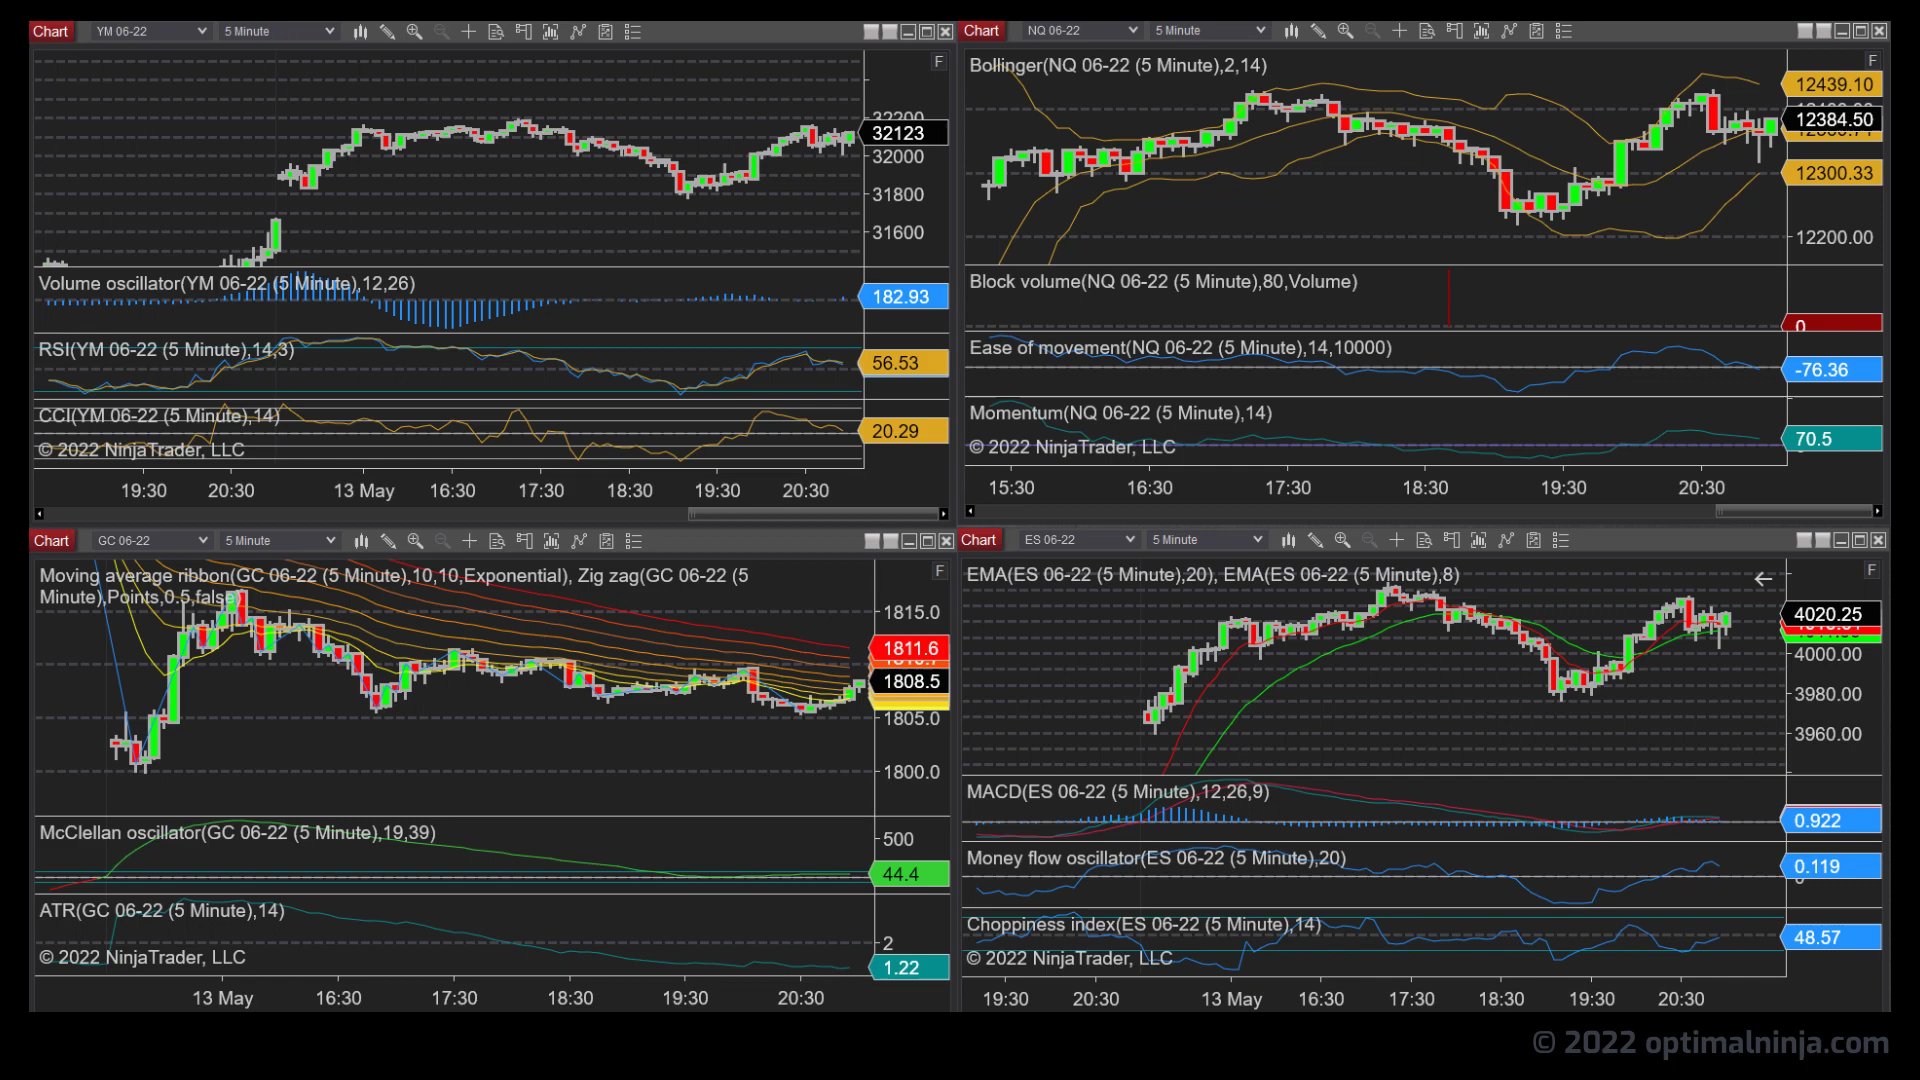 Chart YM 06-22 5 Minute
F
32200
32123
32000
31800
31600
Volume oscillator(YM 06-22 (5 Minute),12,26)
182.93
RSI(YM 06-22 (5 Minute),14,3)
56.53
CCI(YM 06-22 (5 Minute),14)
20.29
© 2022 NinjaTrader, LLC
19:30 20:30 13 May 16:30 17:30 18:30 19:30 20:30
Chart NQ 06-22 5 Minute
F
Bollinger(NQ 06-22 (5 Minute),2,14)
12439.10
12384.50
12300.33
12200.00
Block volume(NQ 06-22 (5 Minute),80,Volume)
0
Ease of movement(NQ 06-22 (5 Minute),14,10000)
-76.36
Momentum(NQ 06-22 (5 Minute),14)
70.5
© 2022 NinjaTrader, LLC
15:30 16:30 17:30 18:30 19:30 20:30
Chart GC 06-22 5 Minute
F
Moving average ribbon(GC 06-22 (5 Minute),10,10,Exponential), Zig zag(GC 06-22 (5
Minute),Points,0.5,false)
1815.0
1811.6
1808.5
1805.0
1800.0
McClellan oscillator(GC 06-22 (5 Minute),19,39)
500
44.4
ATR(GC 06-22 (5 Minute),14)
2
© 2022 NinjaTrader, LLC
1.22
13 May 16:30 17:30 18:30 19:30 20:30
Chart ES 06-22 5 Minute
F
EMA(ES 06-22 (5 Minute),20), EMA(ES 06-22 (5 Minute),8)
4020.25
4000.00
3980.00
3960.00
MACD(ES 06-22 (5 Minute),12,26,9)
0.922
Money flow oscillator(ES 06-22 (5 Minute),20)
0.119
0
Choppiness index(ES 06-22 (5 Minute),14)
48.57
© 2022 NinjaTrader, LLC
19:30 20:30 13 May 16:30 17:30 18:30 19:30 20:30
© 2022 optimalninja.com